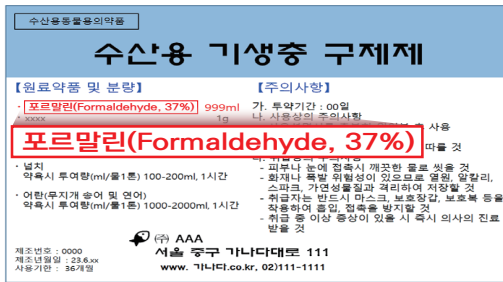 수산용동물용의약품
수산용 기생충 구제제
【원료약품 및 분량】
· 포르말린(Formaldehyde, 37%) 999ml
* xxxx 1g
포르말린(Formaldehyde, 37%)
· 넙치
약욕시 투여량(ml/물1톤) 100-200ml, 1시간
· 어란(무지개 송어 및 연어)
약욕시 투여량(ml/물1톤) 1000-2000ml, 1시간
【주의사항】
가. 투약기간 : 00일
나. 사용상의 주의사항
사용
따를 것
- 피부나 눈에 접촉시 깨끗한 물로 씻을 것
- 화재나 폭발 위험성이 있으므로 열원, 알칼리,
스파크, 가연성물질과 격리하여 저장할 것
- 취급자는 반드시 마스크, 보호장갑, 보호복 등을
착용하여 흡입, 접촉을 방지할 것
- 취급 중 이상 증상이 있을 시 즉시 의사의 진료
받을 것
제조번호 : 0000
제조년월일 : 23.6.xx
사용기한 : 36개월
(주) AAA
서울 중구 가나다대로 111
www. 가나다.co.kr, 02)111-1111